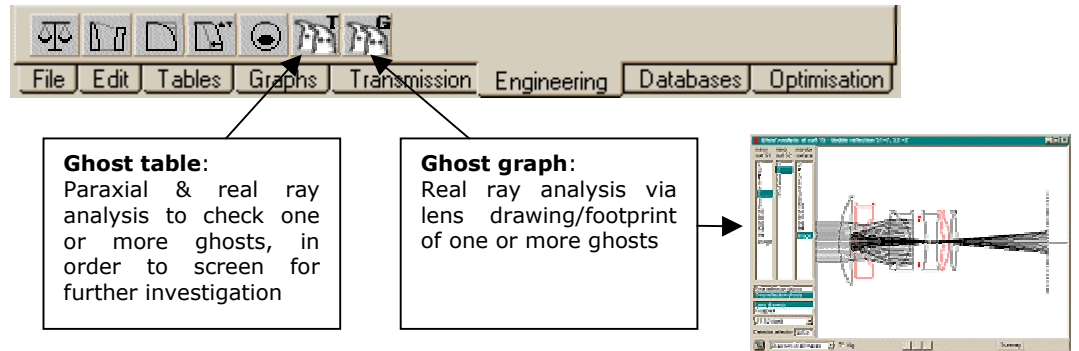 T G
File Edit Tables Graphs Transmission Engineering Databases Optimisation
Ghost table:
Paraxial & real ray
analysis to check one
or more ghosts, in
order to screen for
further investigation
Ghost graph:
Real ray analysis via
lens drawing/footprint
of one or more ghosts